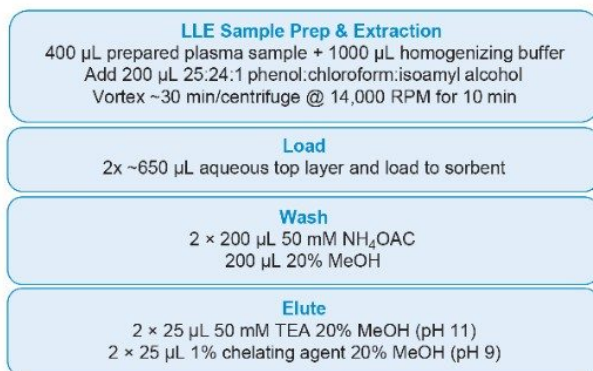 LLE Sample Prep & Extraction
400 µL prepared plasma sample + 1000 µL homogenizing buffer
Add 200 µL 25:24:1 phenol:chloroform:isoamyl alcohol
Vortex ~30 min/centrifuge @ 14,000 RPM for 10 min
Load
2x ~650 µL aqueous top layer and load to sorbent
Wash
2 × 200 µL 50 mM NH₄OAC
200 µL 20% MeOH
Elute
2 × 25 µL 50 mM TEA 20% MeOH (pH 11)
2 × 25 µL 1% chelating agent 20% MeOH (pH 9)